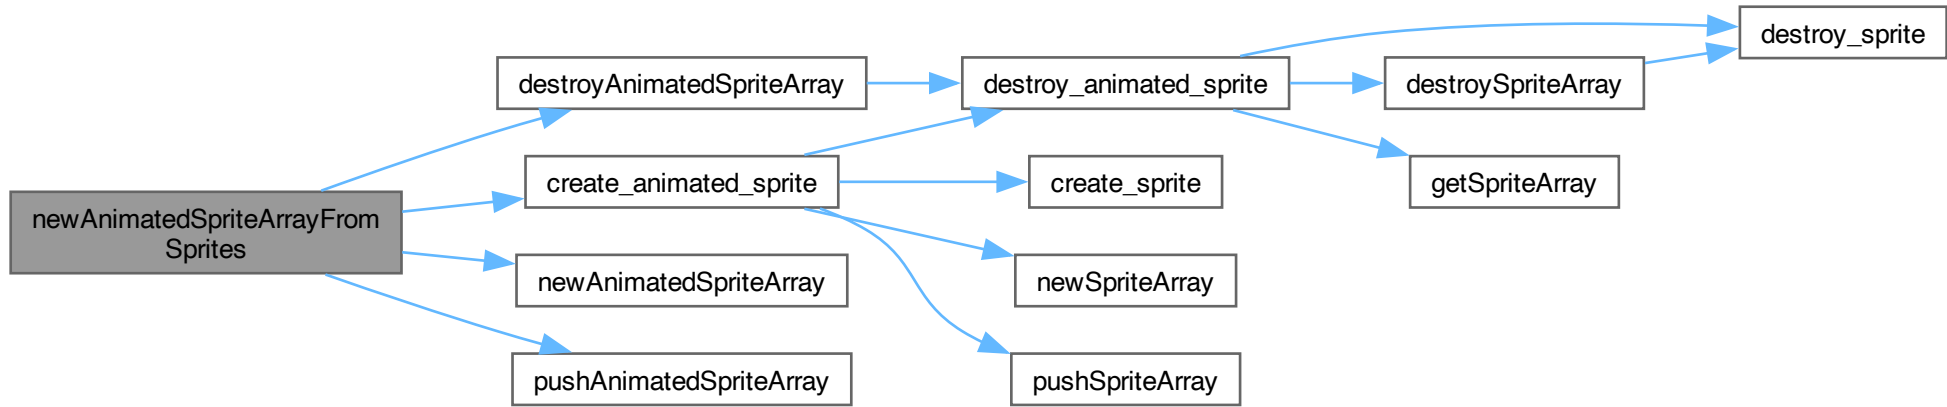 newAnimatedSpriteArrayFrom
Sprites
destroyAnimatedSpriteArray
create_animated_sprite
newAnimatedSpriteArray
pushAnimatedSpriteArray
destroy_animated_sprite
create_sprite
newSpriteArray
pushSpriteArray
destroySpriteArray
getSpriteArray
destroy_sprite